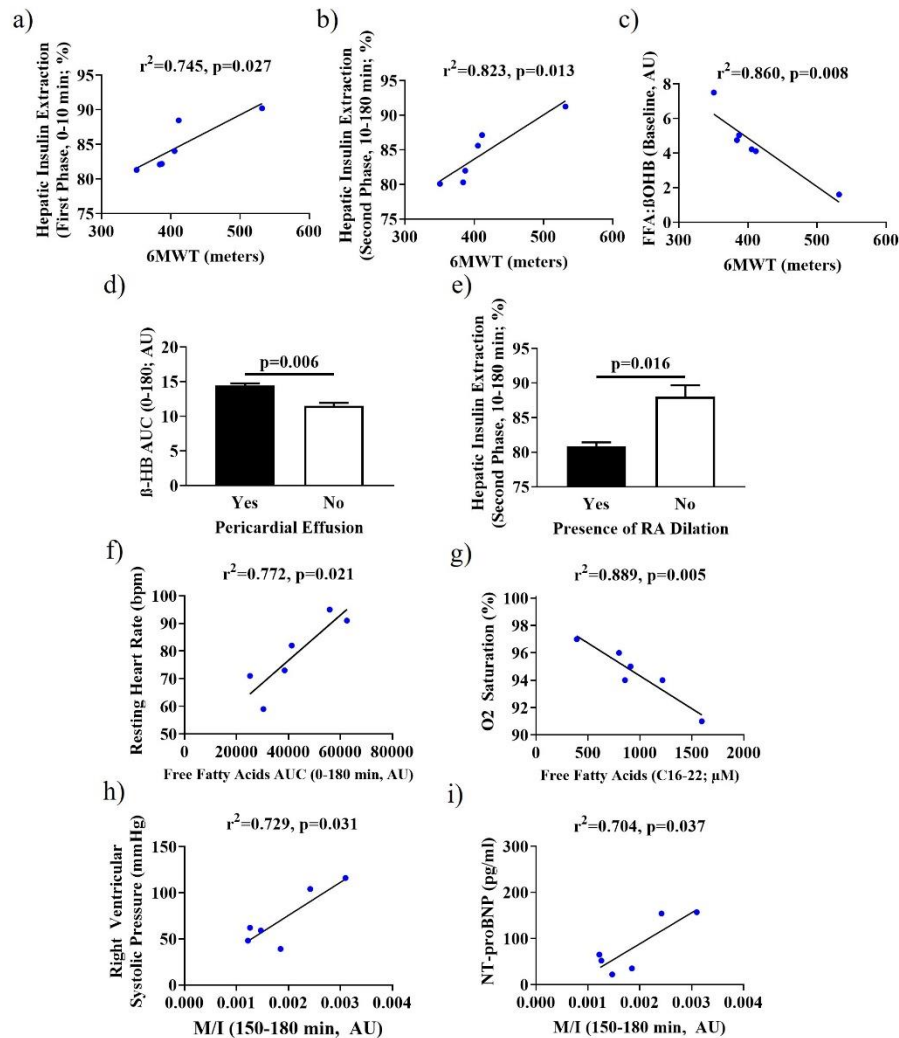 a)
r²=0.745, p=0.027
Hepatic Insulin Extraction
(First Phase, 0-10 min; %)
95
90
85
80
75
300
400
500
600
6MWT (meters)
b)
r²=0.823, p=0.013
Hepatic Insulin Extraction
(Second Phase, 10-180 min; %)
95
90
85
80
75
300
400
500
600
6MWT (meters)
c)
r²=0.860, p=0.008
FFA:ßOHB (Baseline, AU)
8
6
4
2
0
300
400
500
600
6MWT (meters)
d)
p=0.006
ß-HB AUC (0-180; AU)
20
15
10
5
0
Yes
No
Pericardial Effusion
e)
p=0.016
Hepatic Insulin Extraction
(Second Phase, 10-180 min; %)
95
90
85
80
75
Yes
No
Presence of RA Dilation
f)
r²=0.772, p=0.021
Resting Heart Rate (bpm)
100
90
80
70
60
50
0
20000
40000
60000
80000
Free Fatty Acids AUC (0-180 min, AU)
g)
r²=0.889, p=0.005
O2 Saturation (%)
98
96
94
92
90
0
500
1000
1500
2000
Free Fatty Acids (C16-22; µM)
h)
r²=0.729, p=0.031
Right Ventricular
Systolic Pressure (mmHg)
150
100
50
0
0.000
0.001
0.002
0.003
0.004
M/I (150-180 min, AU)
i)
r²=0.704, p=0.037
NT-proBNP (pg/ml)
300
200
100
0
0.000
0.001
0.002
0.003
0.004
M/I (150-180 min, AU)